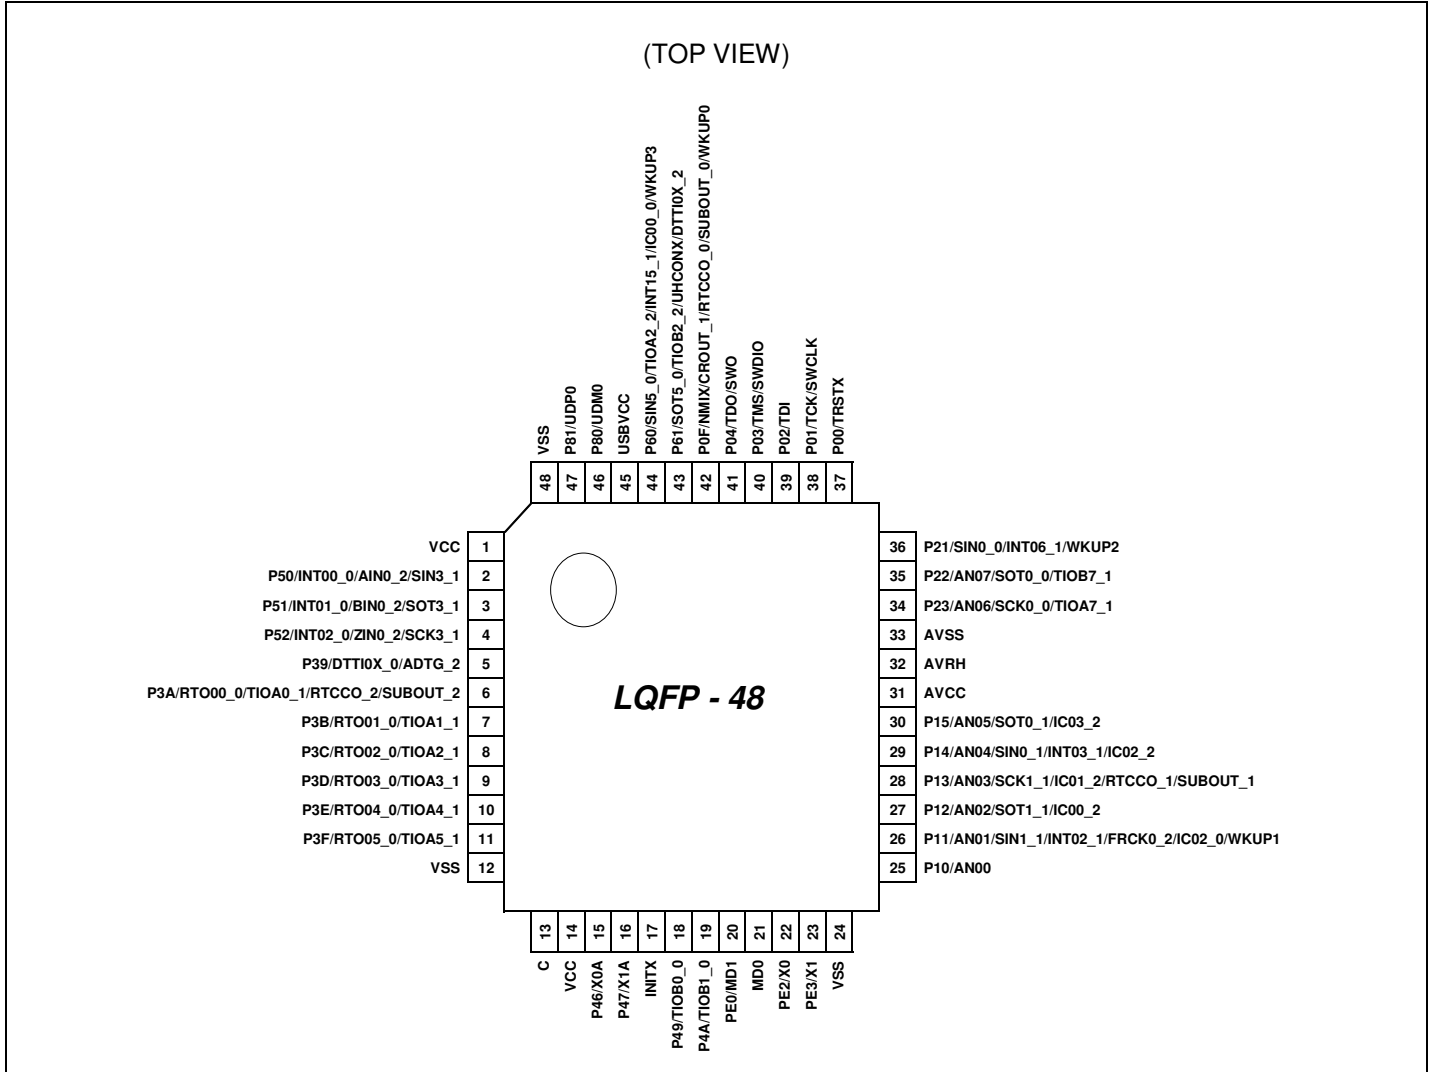 (TOP VIEW)
VSS
P81/UDP0
P80/UDM0
USBVCC
P60/SIN5_0/TIOA2_2/INT15_1/IC00_0/WKUP3
P61/SOT5_0/TIOB2_2/UHCONX/DTTI0X_2
P0F/NMIX/CROUT_1/RTCCO_0/SUBOUT_0/WKUP0
P04/TDO/SWO
P03/TMS/SWDIO
P02/TDI
P01/TCK/SWCLK
P00/TRSTX
48 47 46 45 44 43 42 41 40 39 38 37
VCC 1
P50/INT00_0/AIN0_2/SIN3_1 2
P51/INT01_0/BIN0_2/SOT3_1 3
P52/INT02_0/ZIN0_2/SCK3_1 4
P39/DTTI0X_0/ADTG_2 5
P3A/RTO00_0/TIOA0_1/RTCCO_2/SUBOUT_2 6
P3B/RTO01_0/TIOA1_1 7
P3C/RTO02_0/TIOA2_1 8
P3D/RTO03_0/TIOA3_1 9
P3E/RTO04_0/TIOA4_1 10
P3F/RTO05_0/TIOA5_1 11
VSS 12
LQFP - 48
36 P21/SIN0_0/INT06_1/WKUP2
35 P22/AN07/SOT0_0/TIOB7_1
34 P23/AN06/SCK0_0/TIOA7_1
33 AVSS
32 AVRH
31 AVCC
30 P15/AN05/SOT0_1/IC03_2
29 P14/AN04/SIN0_1/INT03_1/IC02_2
28 P13/AN03/SCK1_1/IC01_2/RTCCO_1/SUBOUT_1
27 P12/AN02/SOT1_1/IC00_2
26 P11/AN01/SIN1_1/INT02_1/FRCK0_2/IC02_0/WKUP1
25 P10/AN00
13 14 15 16 17 18 19 20 21 22 23 24
C
VCC
P46/X0A
P47/X1A
INITX
P49/TIOB0_0
P4A/TIOB1_0
PE0/MD1
MD0
PE2/X0
PE3/X1
VSS